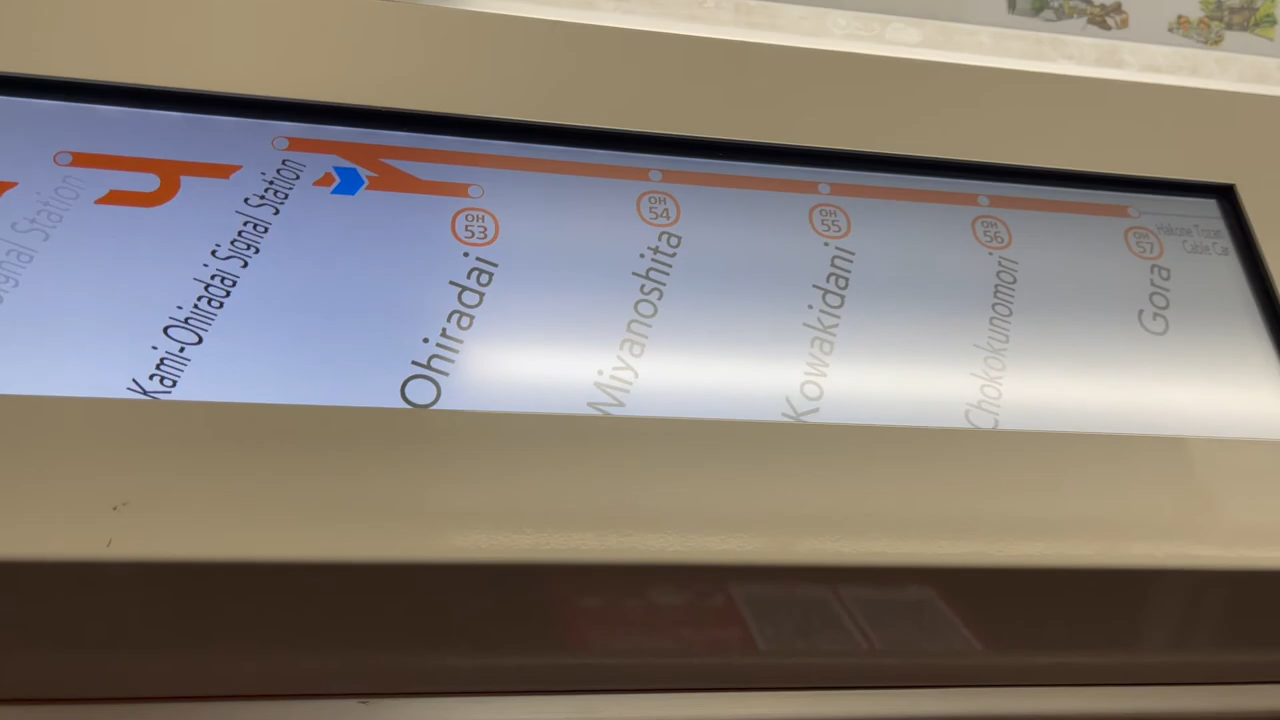 Signal Station
Kami-Ohiradai Signal Station
OH
53
Ohiradai
OH
54
Miyanoshita
OH
55
Kowakidani
OH
56
Chokokunomori
OH
57
Gora
Hakone Tozan
Cable Car